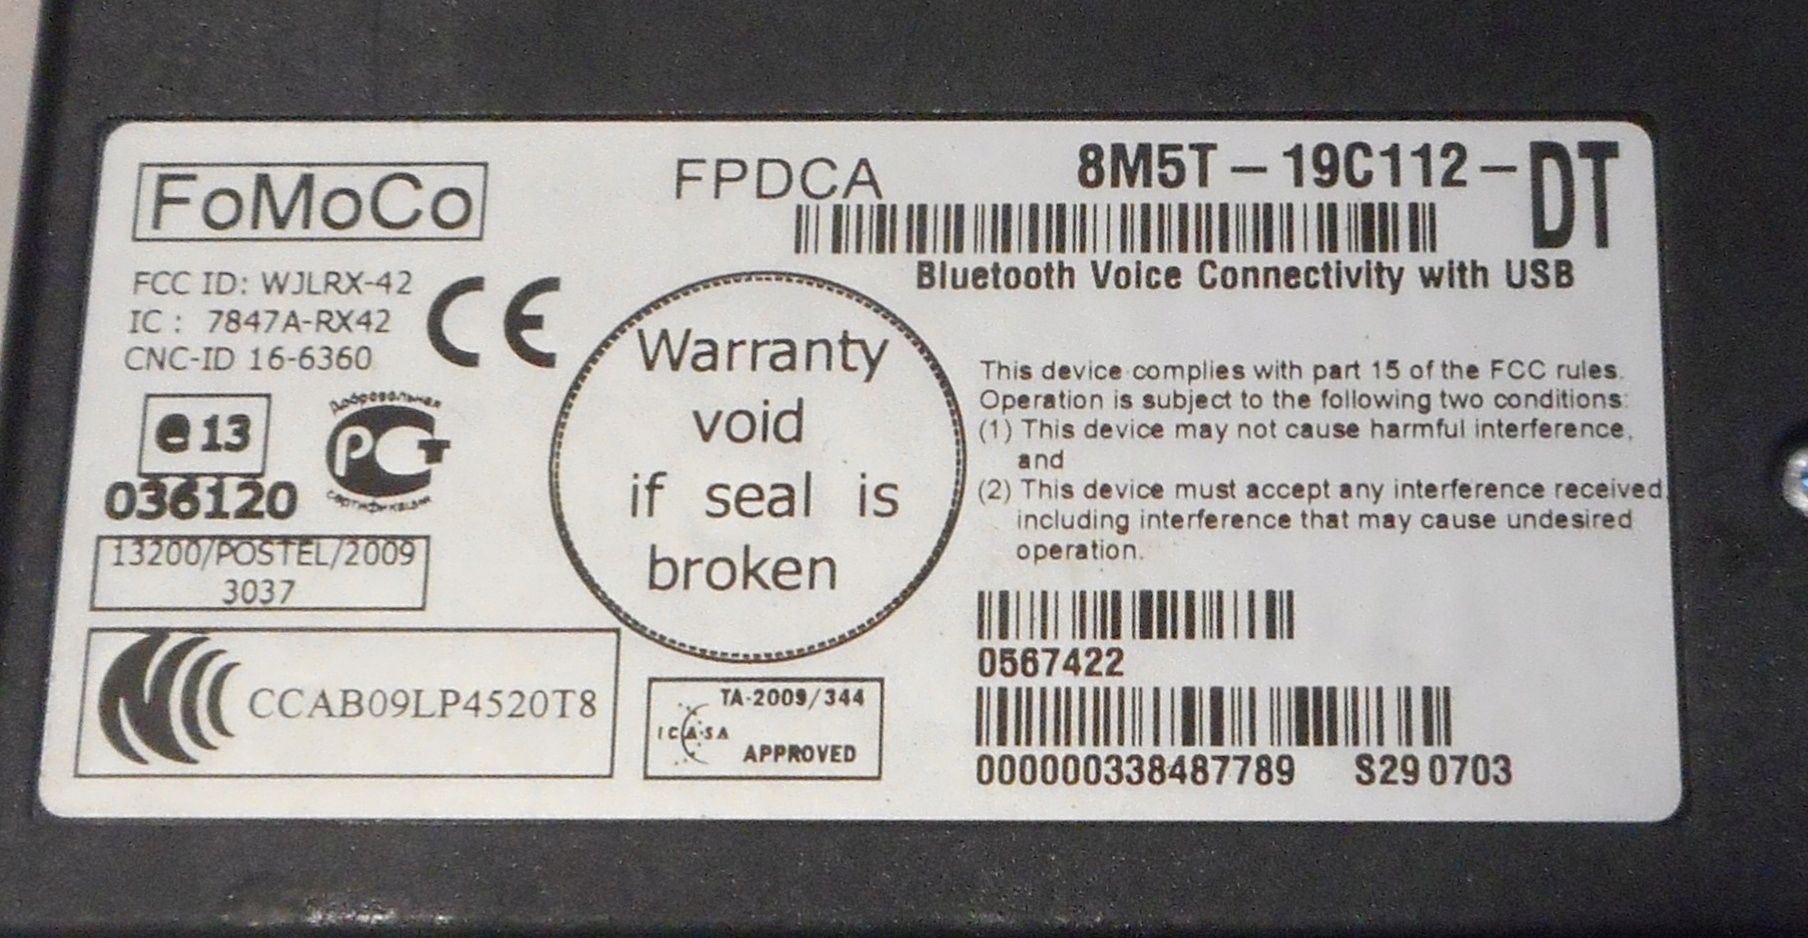 FoMoCo
FPDCA
8M5T-19C112-DT
Bluetooth Voice Connectivity with USB
FCC ID: WJLRX-42
IC : 7847A-RX42
CNC-ID 16-6360
CE
e 13
036120
Добровольная
РСТ
сертификация
13200/POSTEL/2009
3037
CCAB09LP4520T8
Warranty
void
if seal is
broken
TA-2009/344
ICASA
APPROVED
This device complies with part 15 of the FCC rules.
Operation is subject to the following two conditions:
(1) This device may not cause harmful interference,
and
(2) This device must accept any interference received,
including interference that may cause undesired
operation.
0567422
000000338487789 S29 0703